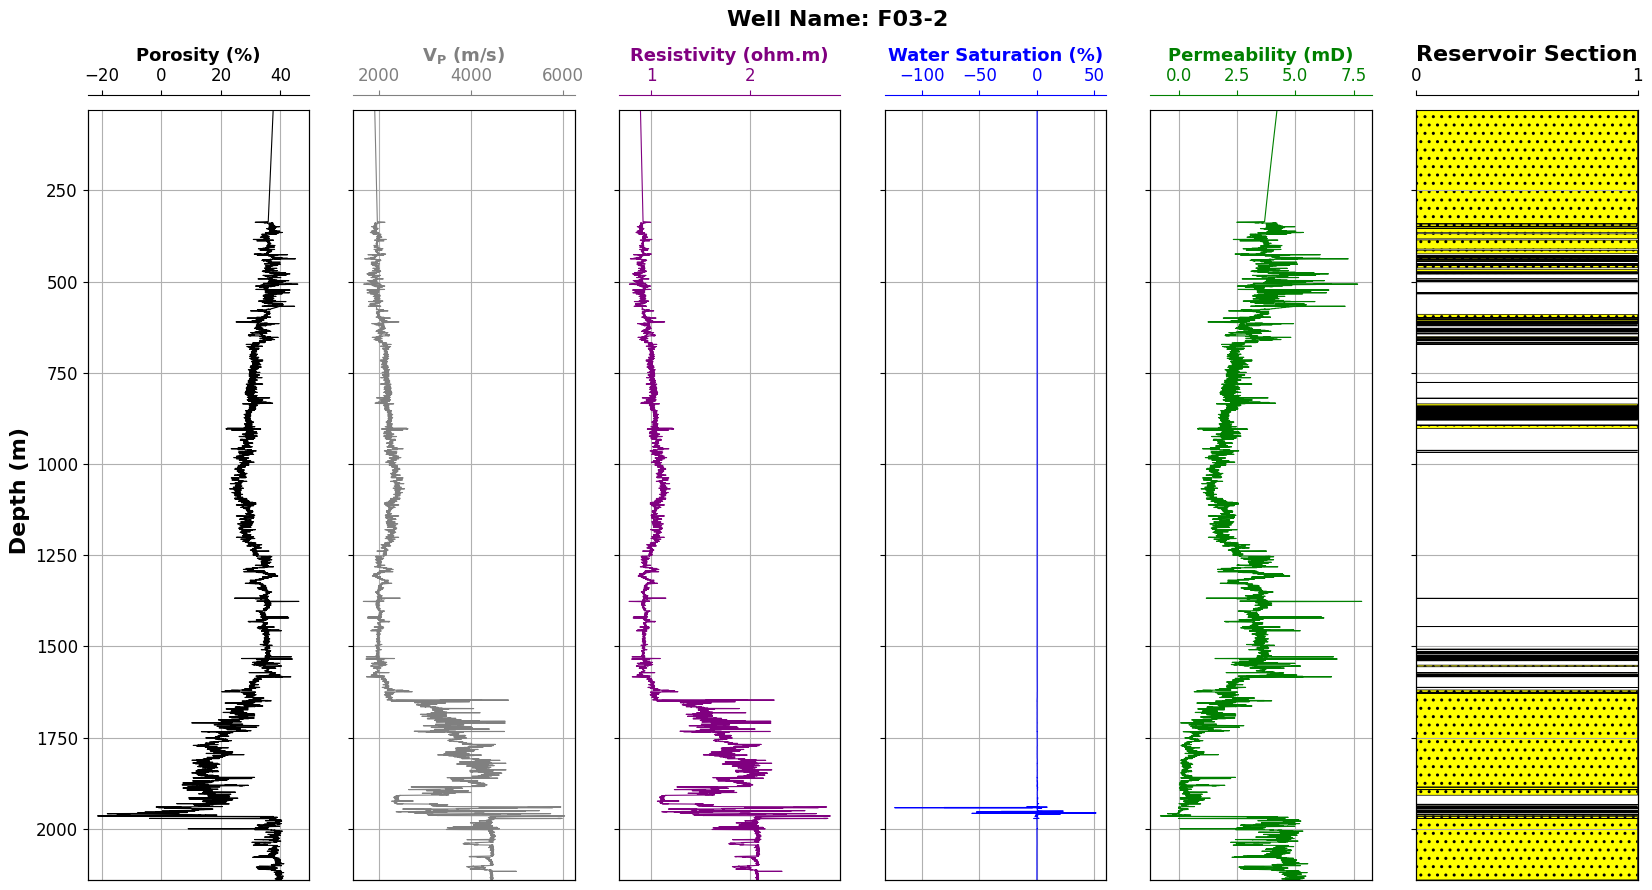 Well Name: F03-2
Porosity (%) V_P (m/s) Resistivity (ohm.m) Water Saturation (%) Permeability (mD) Reservoir Section
−20 0 20 40 2000 4000 6000 1 2 −100 −50 0 50 0.0 2.5 5.0 7.5 0 1
250
500
750
1000
1250
1500
1750
2000
Depth (m)